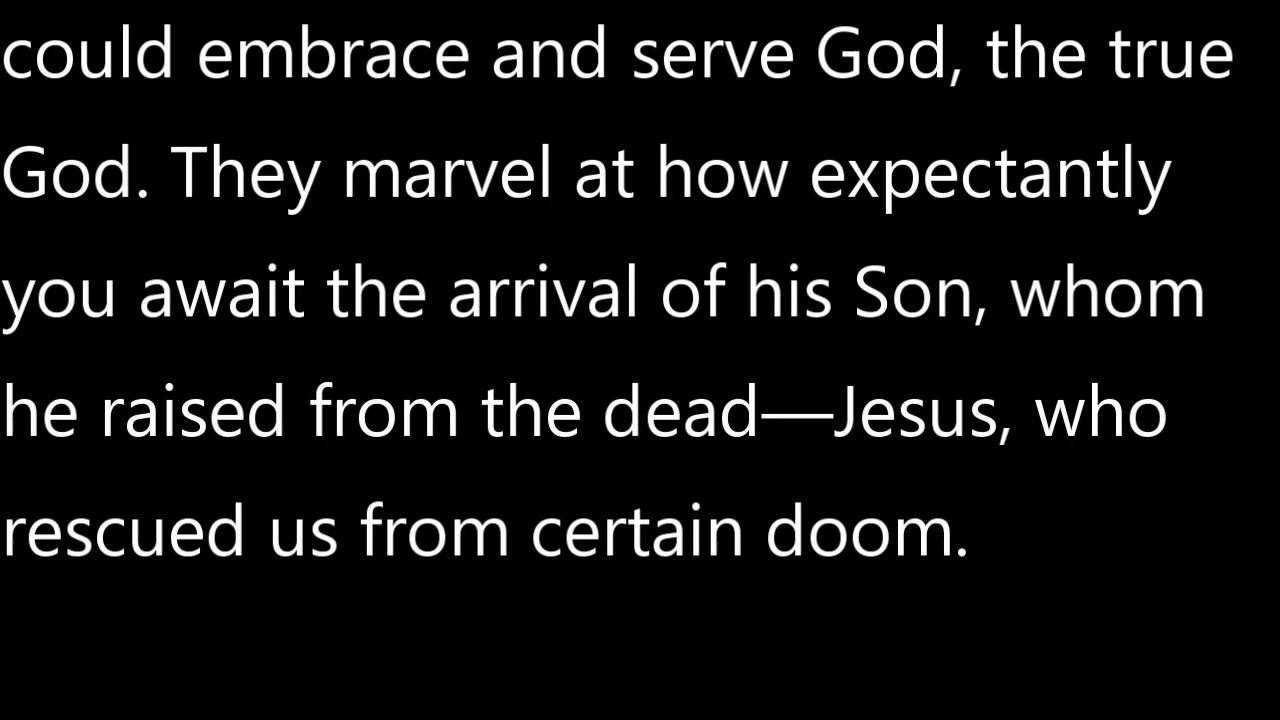 could embrace and serve God, the true
God. They marvel at how expectantly
you await the arrival of his Son, whom
he raised from the dead—Jesus, who
rescued us from certain doom.